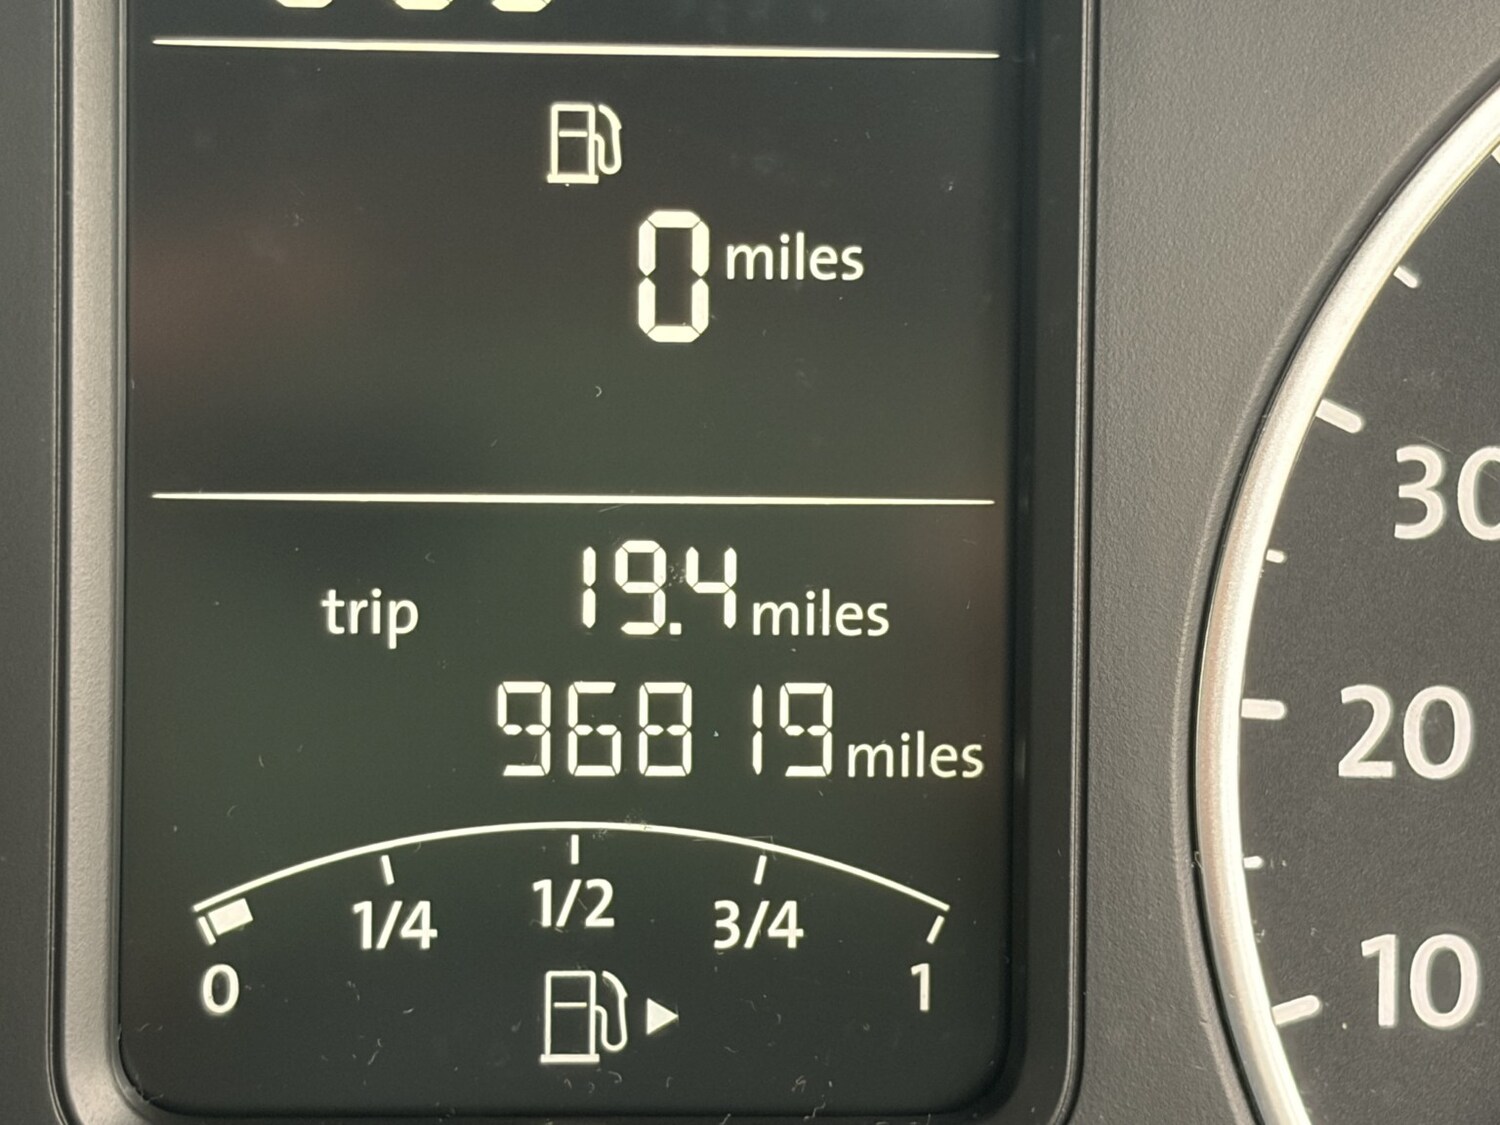 0 miles
trip 19.4 miles
96819 miles
1/4 1/2 3/4
0 1
30
20
10